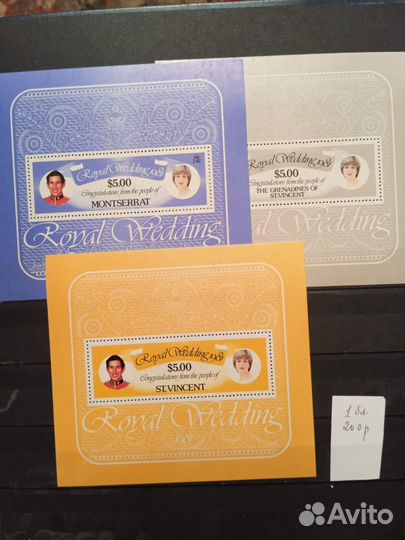 Royal Wedding 1981
$5.00
Congratulations from the people of
MONTSERRAT
Royal Wedding
Royal Wedding 1981
$5.00
Congratulations from the people of
THE GRENADINES OF
ST.VINCENT
Wedding
Royal Wedding 1981
$5.00
Congratulations from the people of
ST.VINCENT
Royal Wedding
1981
1 бл
200р
Avito